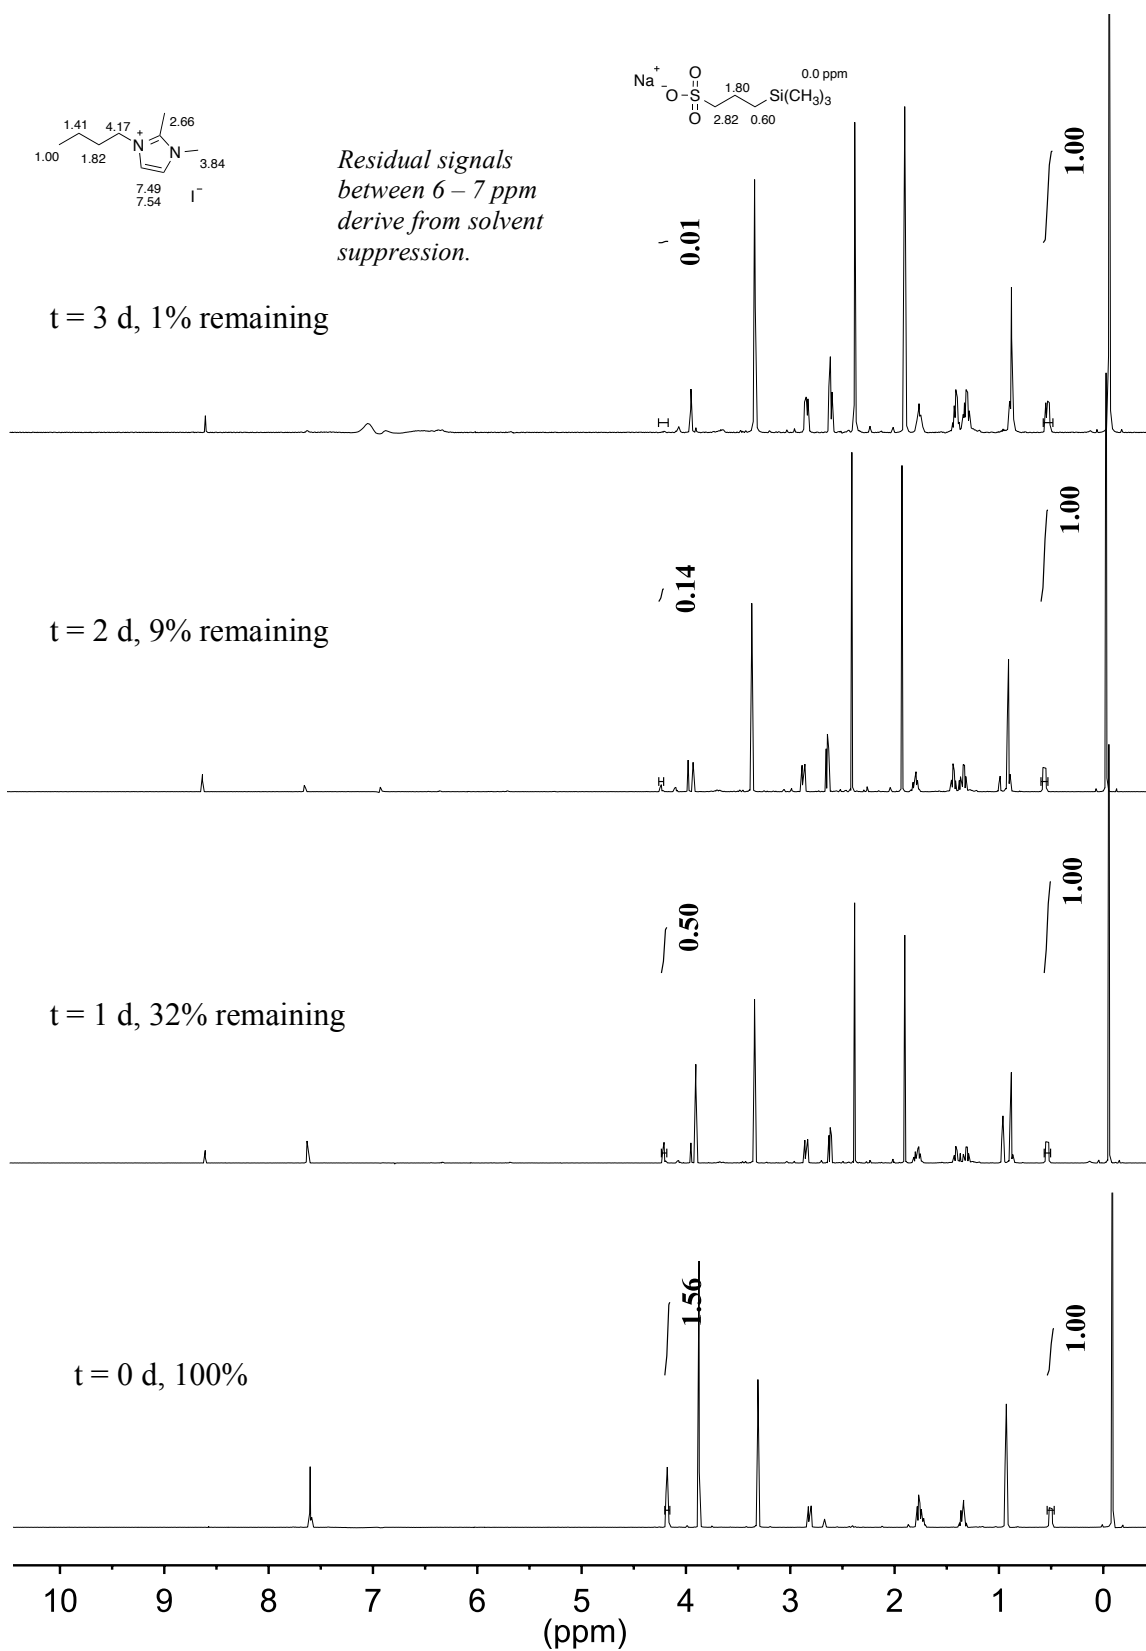 Na+
O
-O-S
O
1.80
0.0 ppm
Si(CH3)3
2.82
0.60
1.41
4.17
+
N
2.66
1.00
1.82
N
3.84
7.49
7.54
I−
Residual signals
between 6 – 7 ppm
derive from solvent
suppression.
t = 3 d, 1% remaining
0.01
1.00
t = 2 d, 9% remaining
0.14
1.00
t = 1 d, 32% remaining
0.50
1.00
t = 0 d, 100%
1.56
1.00
10 9 8 7 6 5 4 3 2 1 0
(ppm)